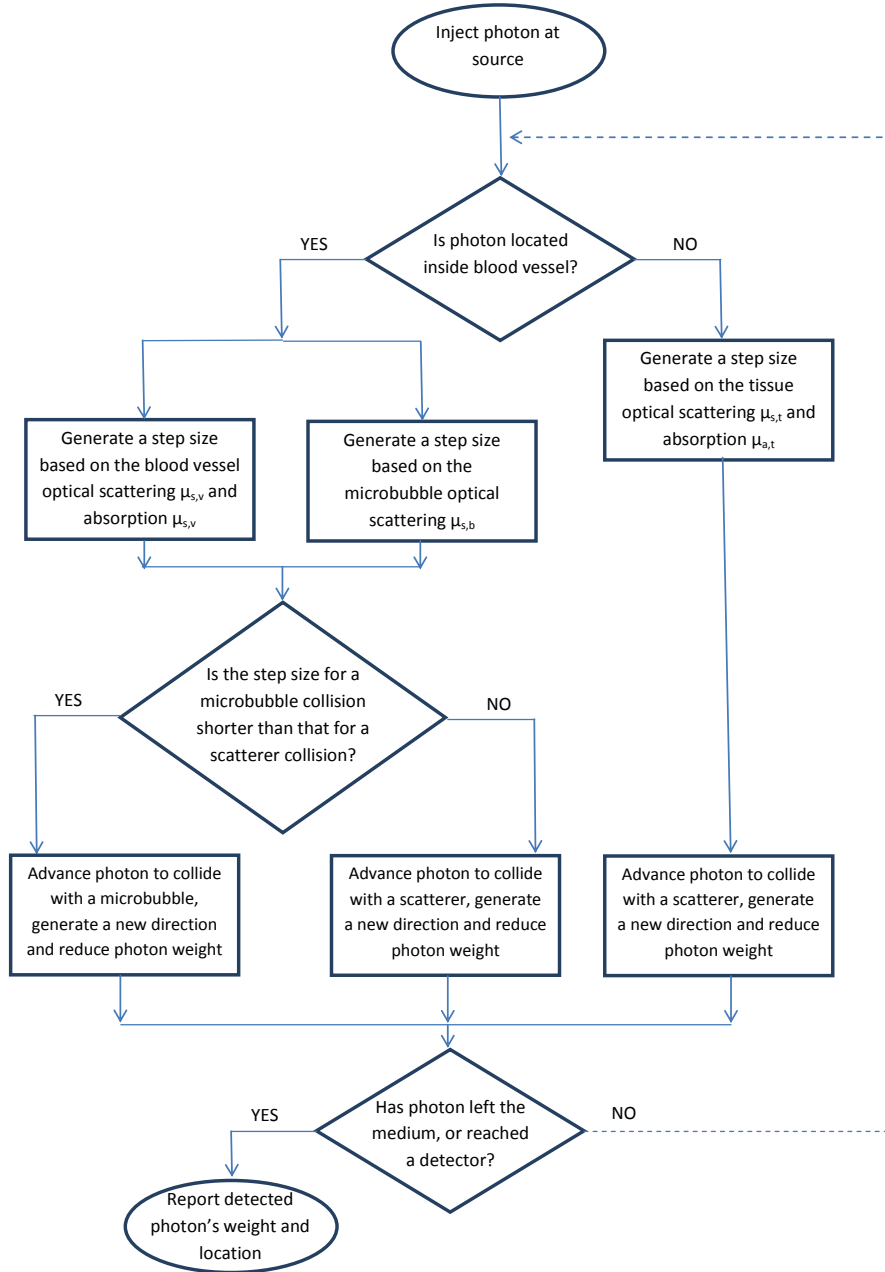 Inject photon at
source
Is photon located
inside blood vessel?
YES
NO
Generate a step size
based on the blood vessel
optical scattering μs,v and
absorption μs,v
Generate a step size
based on the
microbubble optical
scattering μs,b
Generate a step size
based on the tissue
optical scattering μs,t and
absorption μa,t
Is the step size for a
microbubble collision
shorter than that for a
scatterer collision?
YES
NO
Advance photon to collide
with a microbubble,
generate a new direction
and reduce photon weight
Advance photon to collide
with a scatterer, generate
a new direction and reduce
photon weight
Advance photon to collide
with a scatterer, generate
a new direction and reduce
photon weight
Has photon left the
medium, or reached
a detector?
YES
NO
Report detected
photon's weight and
location